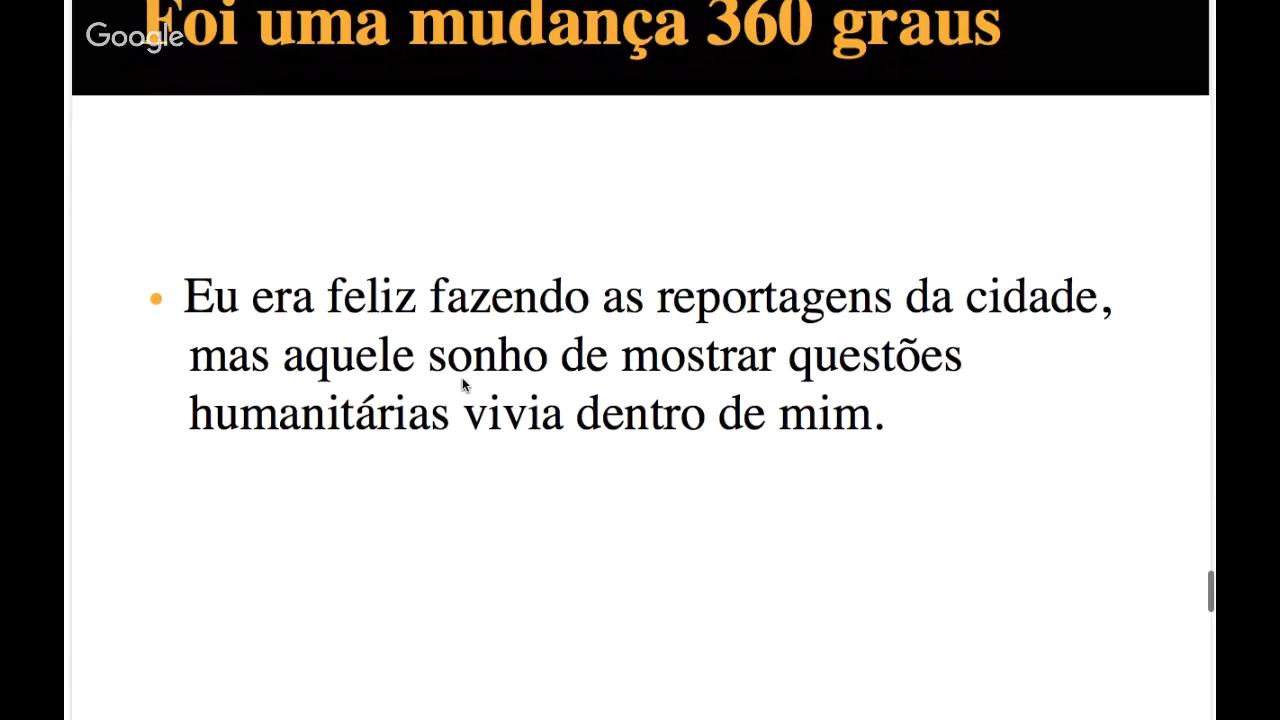 Foi uma mudança 360 graus
Google
• Eu era feliz fazendo as reportagens da cidade,
mas aquele sonho de mostrar questões
humanitárias vivia dentro de mim.